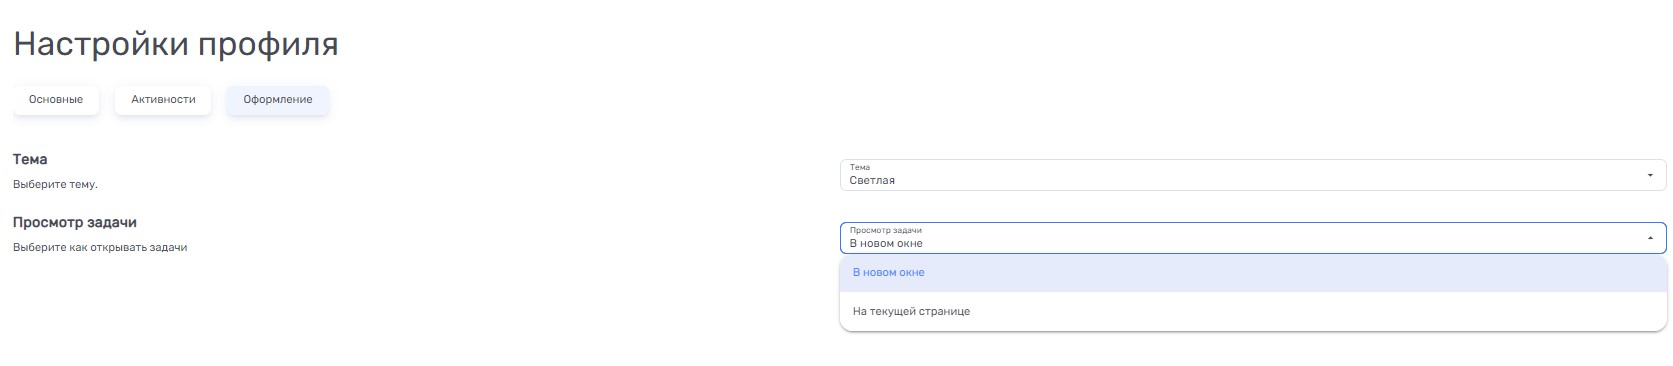 Настройки профиля
Основные Активности Оформление
Тема
Выберите тему.
Тема
Светлая
Просмотр задачи
Выберите как открывать задачи
Просмотр задачи
В новом окне
В новом окне
На текущей странице